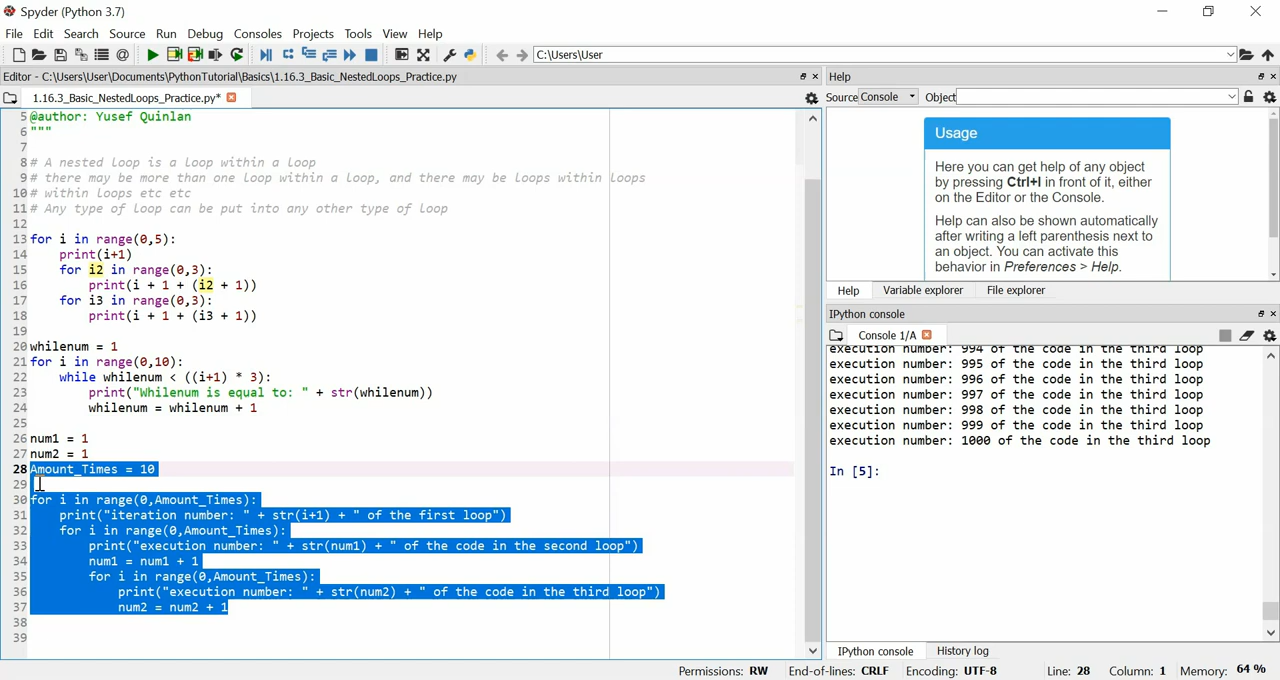 Spyder (Python 3.7)
File Edit Search Source Run Debug Consoles Projects Tools View Help
C:\Users\User
Editor - C:\Users\User\Documents\PythonTutorial\Basics\1.16.3_Basic_NestedLoops_Practice.py
1.16.3_Basic_NestedLoops_Practice.py*
5 @author: Yusef Quinlan
6 """
7
8 # A nested loop is a loop within a loop
9 # there may be more than one loop within a loop, and there may be loops within loops
10 # within loops etc etc
11 # Any type of loop can be put into any other type of loop
12
13 for i in range(0,5):
14 print(i+1)
15 for i2 in range(0,3):
16 print(i + 1 + (i2 + 1))
17 for i3 in range(0,3):
18 print(i + 1 + (i3 + 1))
19
20 whilenum = 1
21 for i in range(0,10):
22 while whilenum < ((i+1) * 3):
23 print("Whilenum is equal to: " + str(whilenum))
24 whilenum = whilenum + 1
25
26 num1 = 1
27 num2 = 1
28 Amount_Times = 10
29
30 for i in range(0,Amount_Times):
31 print("iteration number: " + str(i+1) + " of the first loop")
32 for i in range(0,Amount_Times):
33 print("execution number: " + str(num1) + " of the code in the second loop")
34 num1 = num1 + 1
35 for i in range(0,Amount_Times):
36 print("execution number: " + str(num2) + " of the code in the third loop")
37 num2 = num2 + 1
38
39
Help
Source Console Object
Usage
Here you can get help of any object
by pressing Ctrl+I in front of it, either
on the Editor or the Console.
Help can also be shown automatically
after writing a left parenthesis next to
an object. You can activate this
behavior in Preferences > Help.
Help Variable explorer File explorer
IPython console
Console 1/A
execution number: 994 of the code in the third loop
execution number: 995 of the code in the third loop
execution number: 996 of the code in the third loop
execution number: 997 of the code in the third loop
execution number: 998 of the code in the third loop
execution number: 999 of the code in the third loop
execution number: 1000 of the code in the third loop
In [5]:
IPython console History log
Permissions: RW End-of-lines: CRLF Encoding: UTF-8 Line: 28 Column: 1 Memory: 64 %